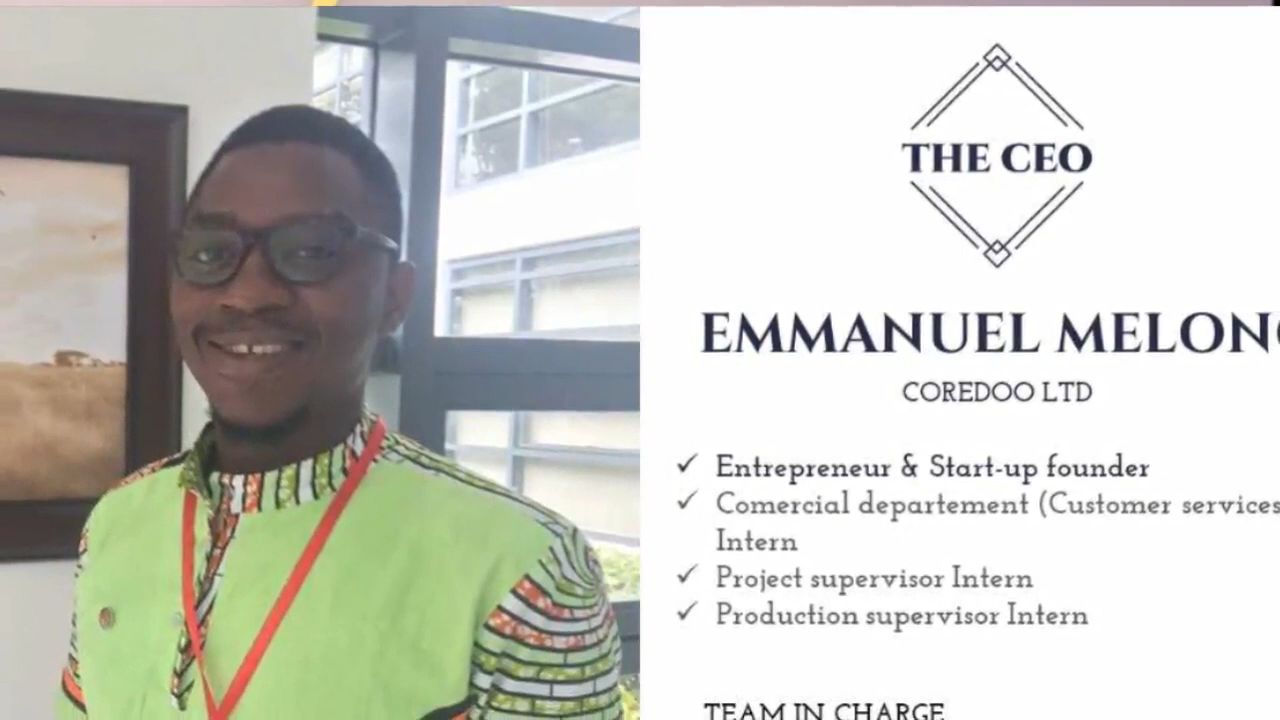 THE CEO
EMMANUEL MELON
COREDOO LTD
Entrepreneur & Start-up founder
Comercial departement (Customer services
Intern
Project supervisor Intern
Production supervisor Intern
TEAM IN CHARGE